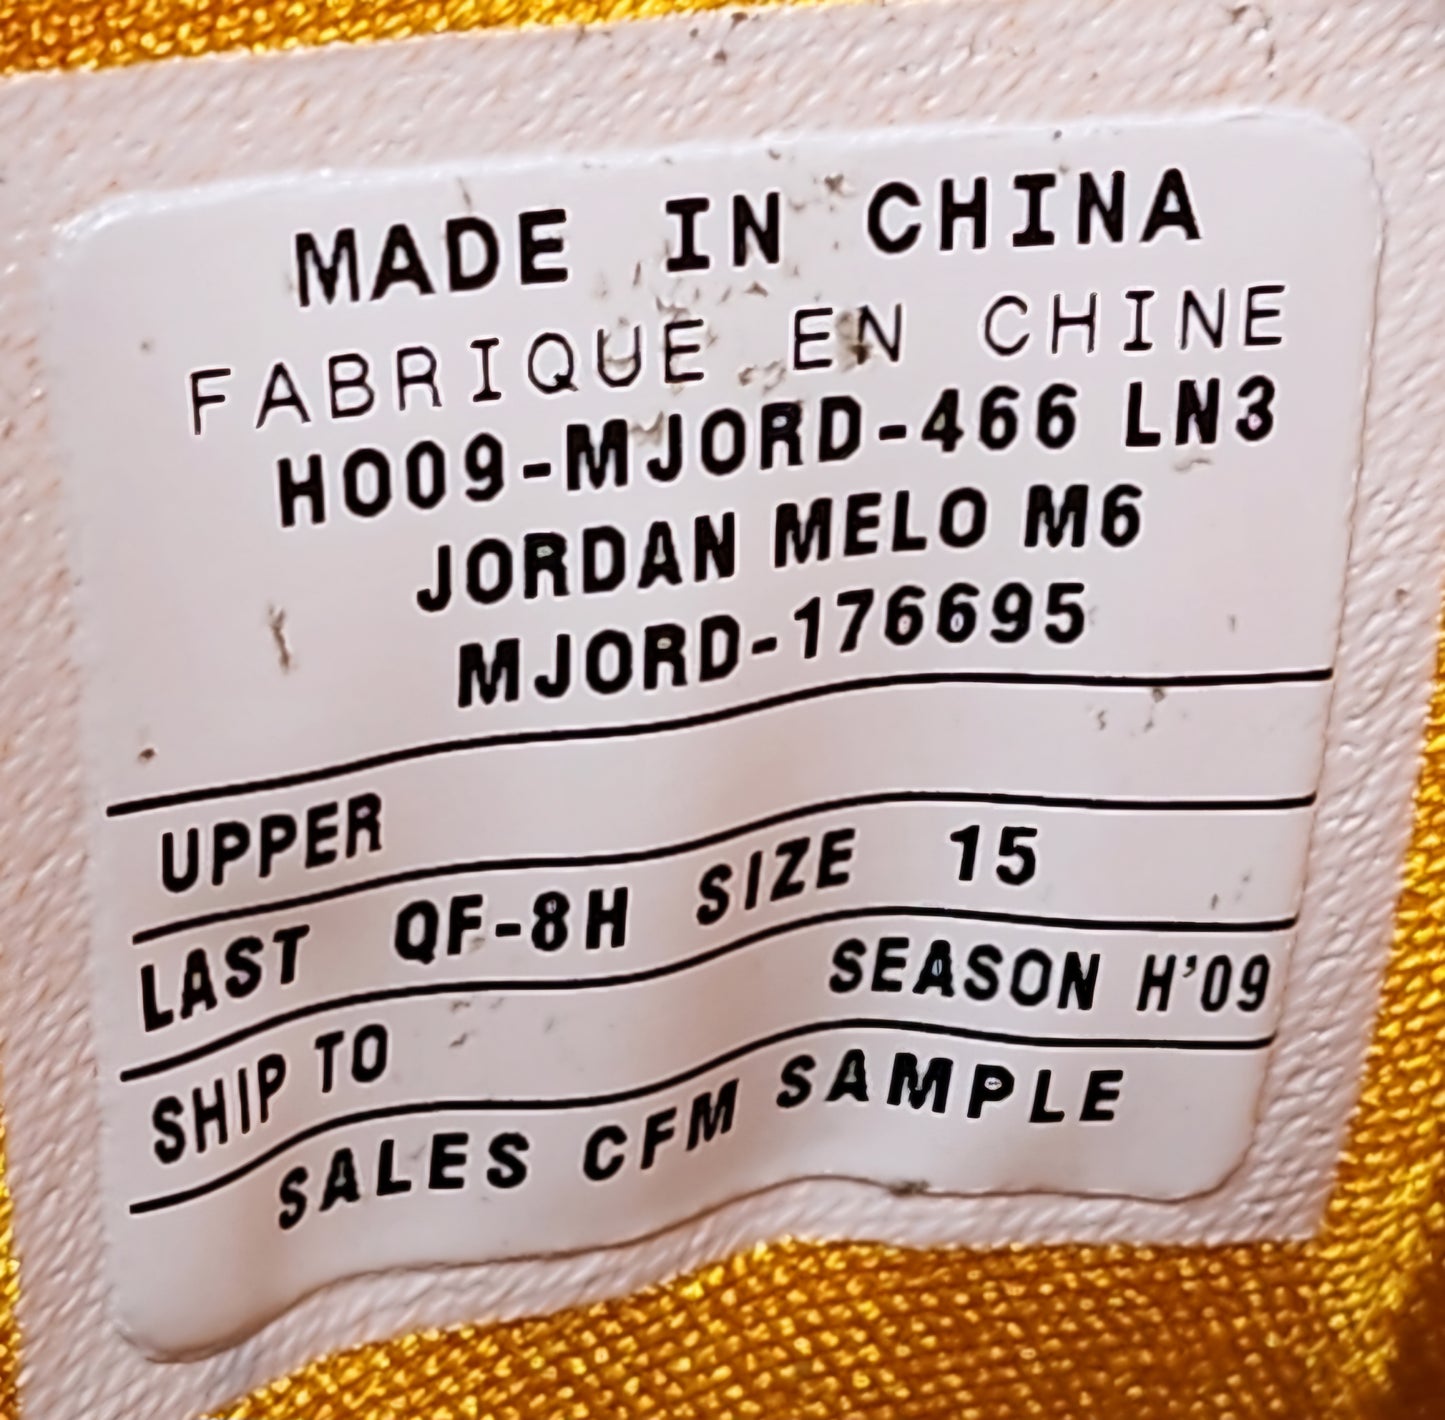 MADE IN CHINA
FABRIQUE EN CHINE
HO09-MJORD-466 LN3
JORDAN MELO M6
MJORD-176695
UPPER
LAST QF-8H SIZE 15
SHIP TO SEASON H'09
SALES CFM SAMPLE